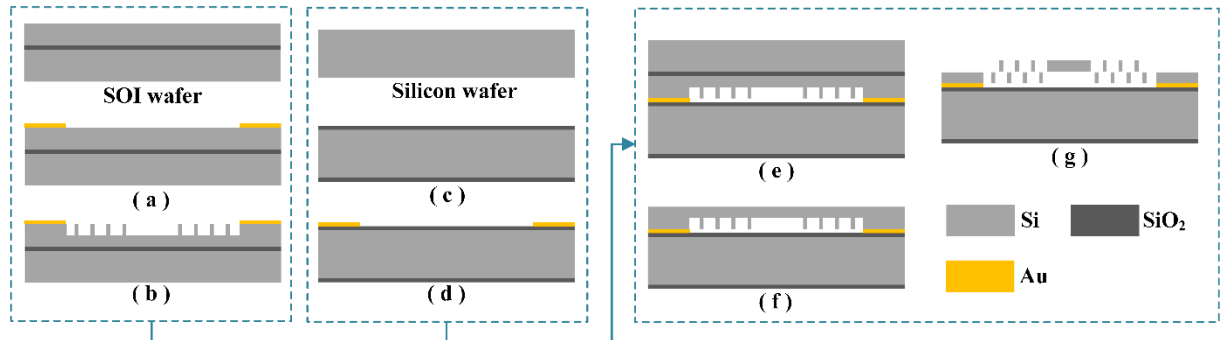 SOI wafer
( a )
( b )
Silicon wafer
( c )
( d )
( e )
( f )
( g )
Si
SiO₂
Au